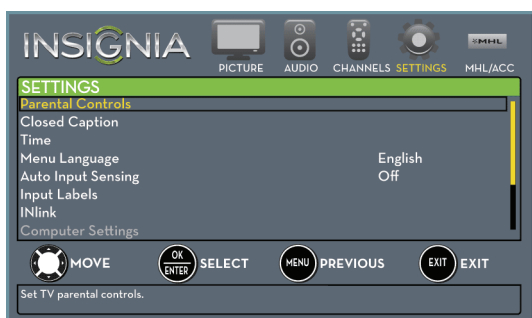 INSIGNIA
PICTURE AUDIO CHANNELS SETTINGS MHL/ACC
MHL
SETTINGS
Parental Controls
Closed Caption
Time
Menu Language English
Auto Input Sensing Off
Input Labels
INlink
Computer Settings
MOVE OK ENTER SELECT MENU PREVIOUS EXIT EXIT
Set TV parental controls.